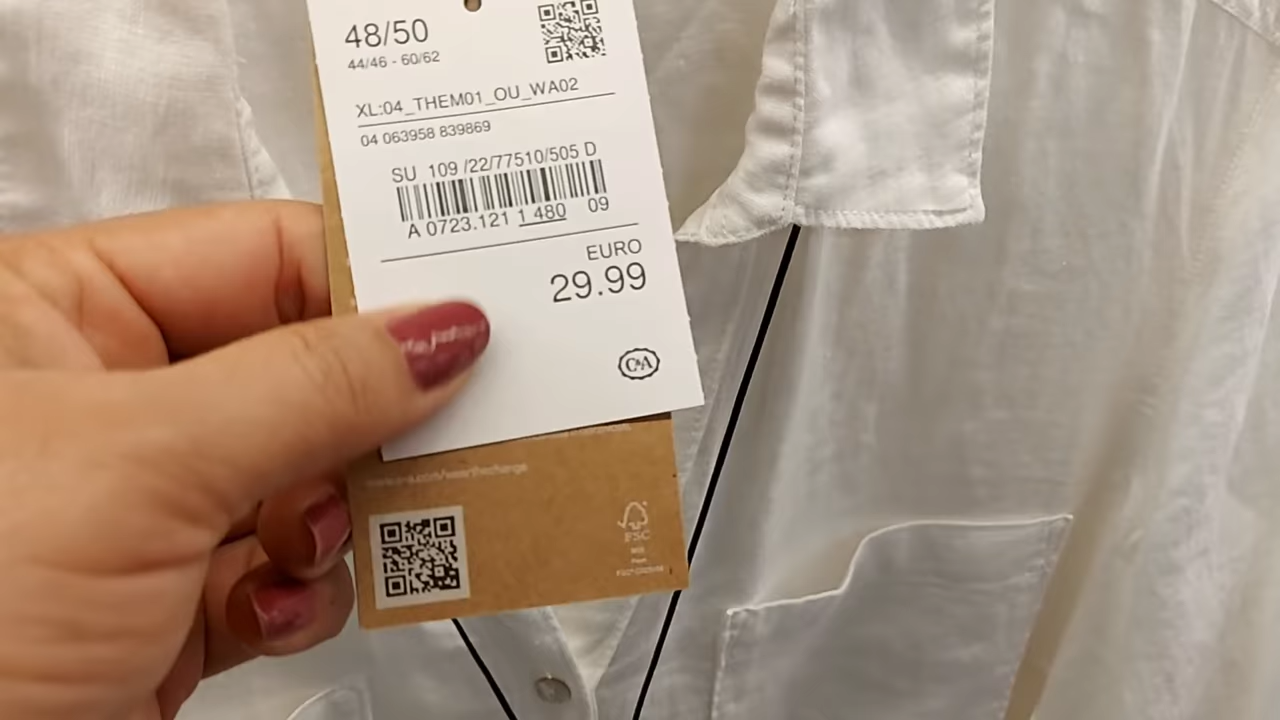 48/50
44/46 - 60/62
XL:04_THEM01_OU_WA02
04 063958 839869
SU 109 /22/77510/505 D
A 0723.121 1 480 09
EURO
29.99
C&A
FSC